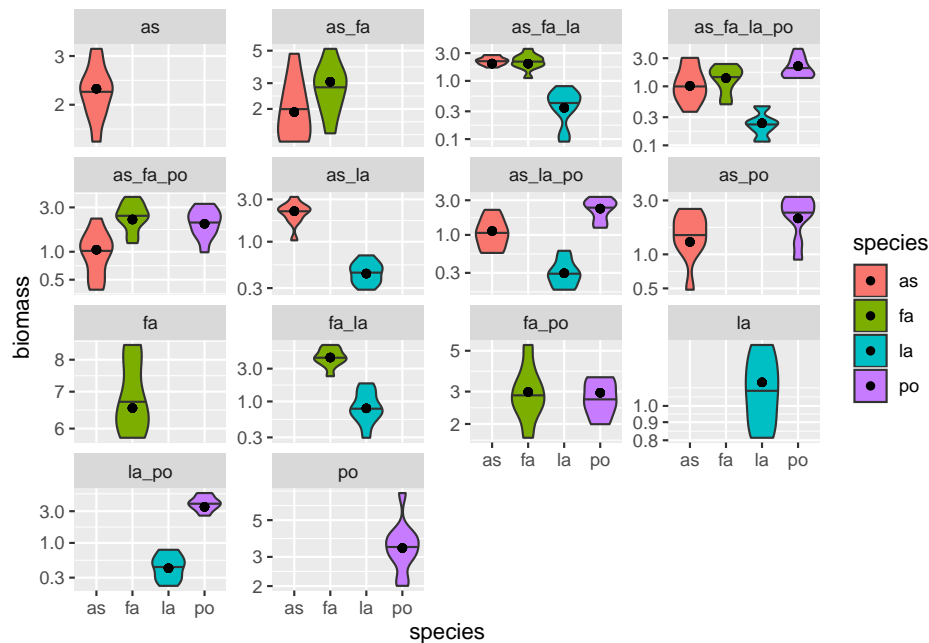 as
as_fa
as_fa_la
as_fa_la_po
3
2
5
3
2
3.0
1.0
0.3
0.1
3.0
1.0
0.3
0.1
as_fa_po
as_la
as_la_po
as_po
3.0
1.0
0.5
3.0
1.0
0.3
3.0
1.0
0.3
3.0
1.0
0.5
fa
fa_la
fa_po
la
8
7
6
3.0
1.0
0.3
5
3
2
1.0
0.9
0.8
as fa la po
as fa la po
la_po
po
3.0
1.0
0.3
5
3
2
as fa la po
as fa la po
species
biomass
species
as
fa
la
po